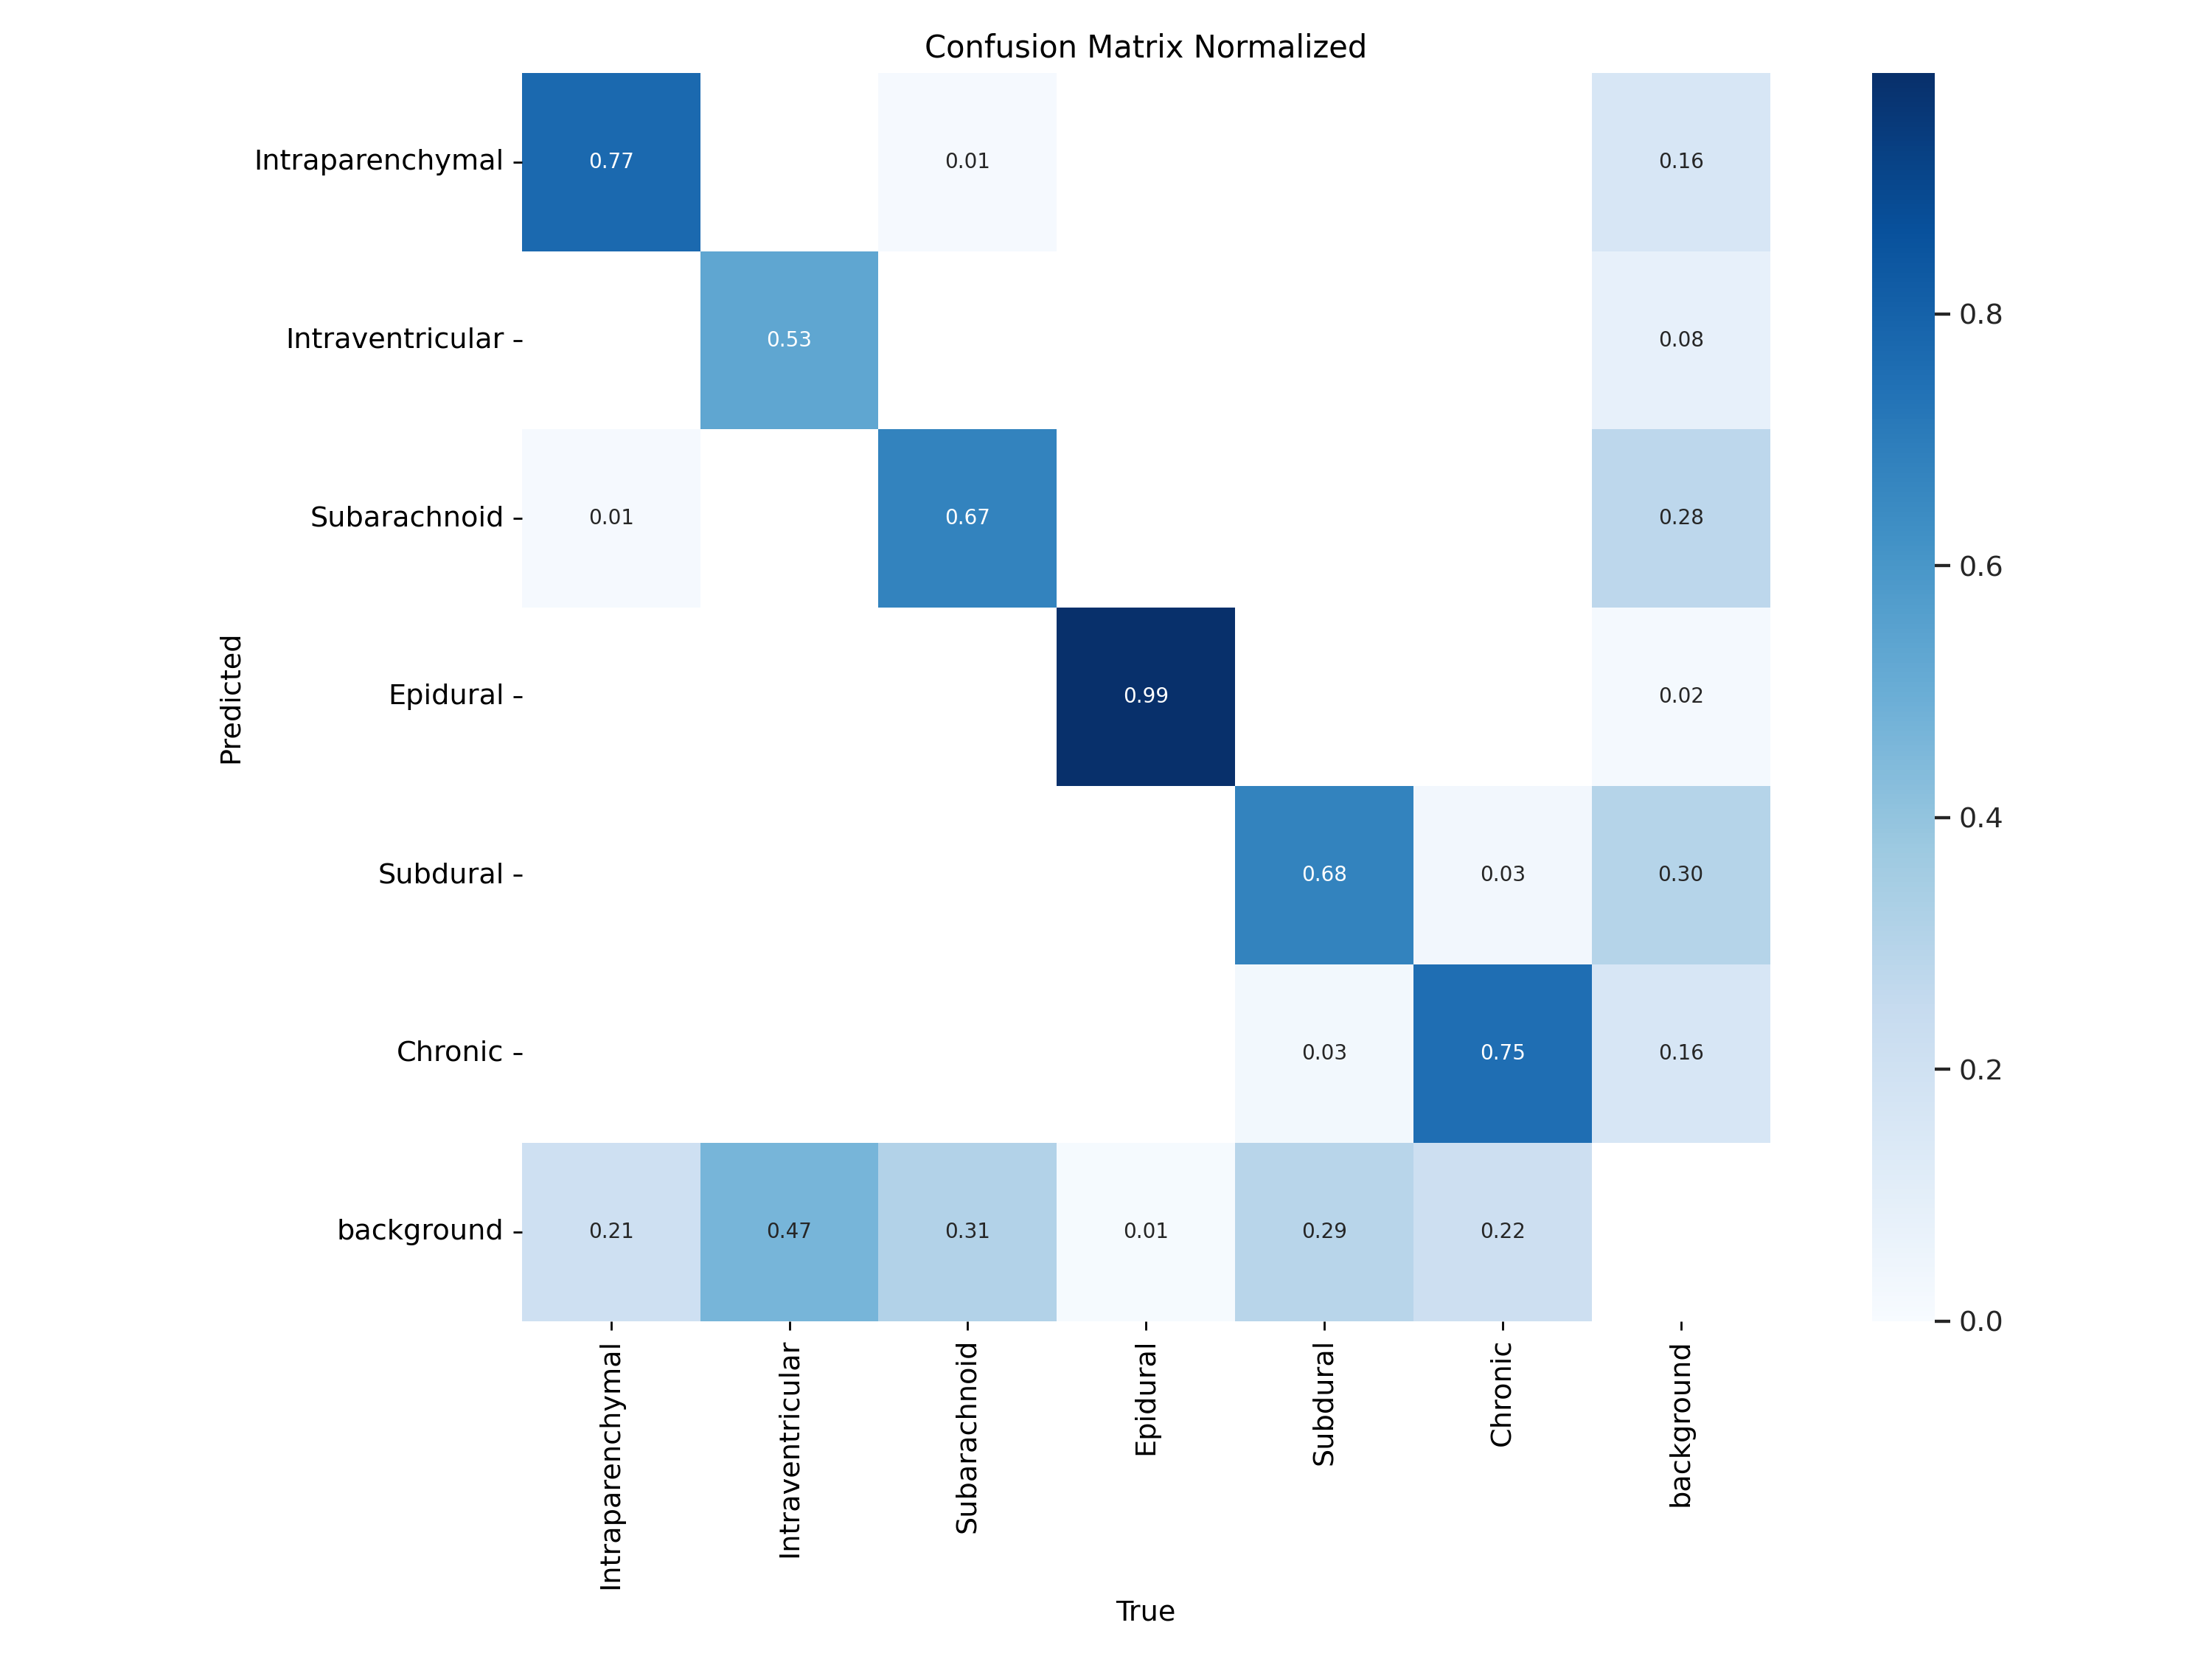 Confusion Matrix Normalized
Intraparenchymal 0.77 0.01 0.16
Intraventricular 0.53 0.08
Subarachnoid 0.01 0.67 0.28
Epidural 0.99 0.02
Subdural 0.68 0.03 0.30
Chronic 0.03 0.75 0.16
background 0.21 0.47 0.31 0.01 0.29 0.22
Predicted
Intraparenchymal
Intraventricular
Subarachnoid
Epidural
Subdural
Chronic
background
True
0.8
0.6
0.4
0.2
0.0